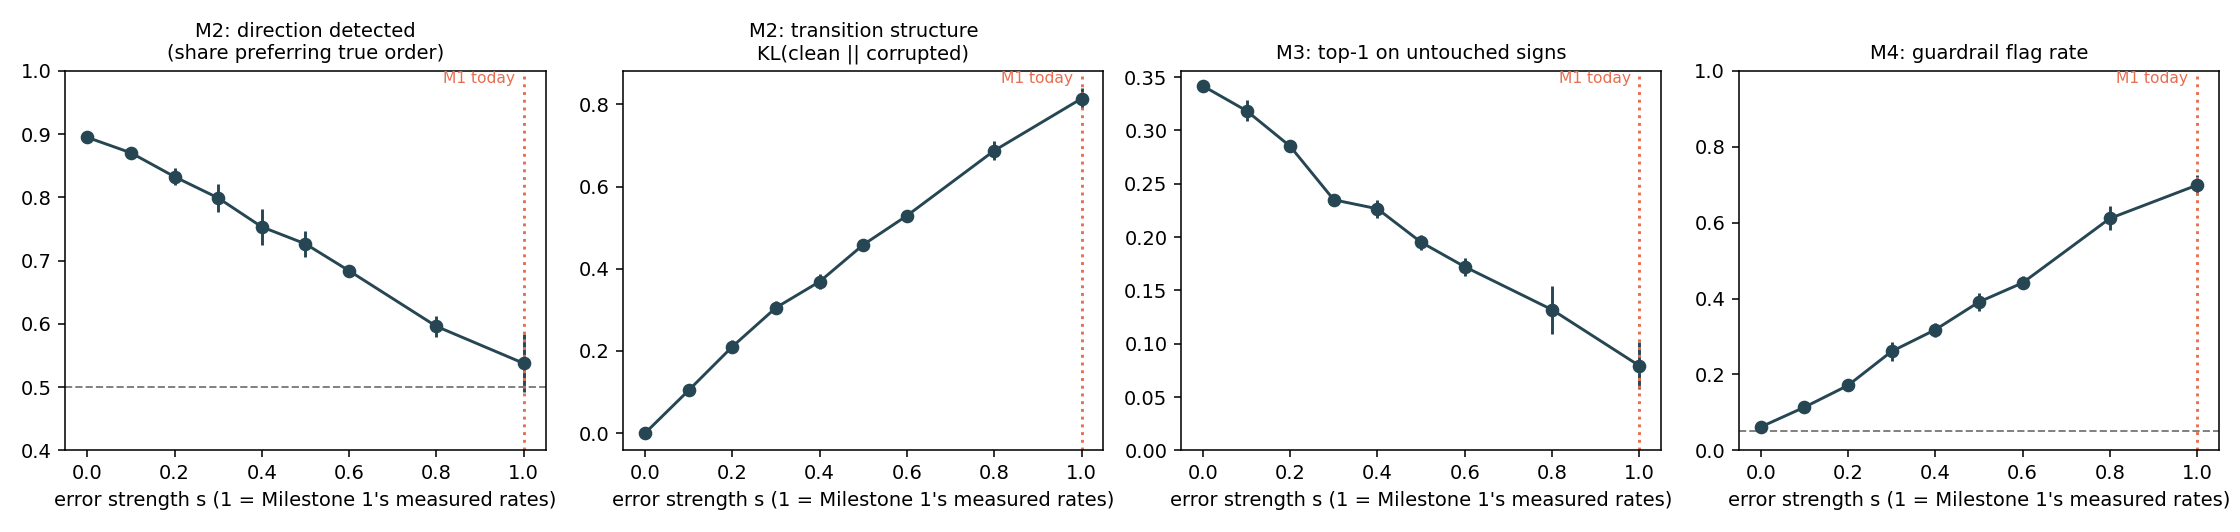 M2: direction detected
(share preferring true order)
M1 today
1.0
0.9
0.8
0.7
0.6
0.5
0.4
0.0 0.2 0.4 0.6 0.8 1.0
error strength s (1 = Milestone 1's measured rates)
M2: transition structure
KL(clean || corrupted)
M1 today
0.8
0.6
0.4
0.2
0.0
0.0 0.2 0.4 0.6 0.8 1.0
error strength s (1 = Milestone 1's measured rates)
M3: top-1 on untouched signs
M1 today
0.35
0.30
0.25
0.20
0.15
0.10
0.05
0.00
0.0 0.2 0.4 0.6 0.8 1.0
error strength s (1 = Milestone 1's measured rates)
M4: guardrail flag rate
M1 today
1.0
0.8
0.6
0.4
0.2
0.0
0.0 0.2 0.4 0.6 0.8 1.0
error strength s (1 = Milestone 1's measured rates)